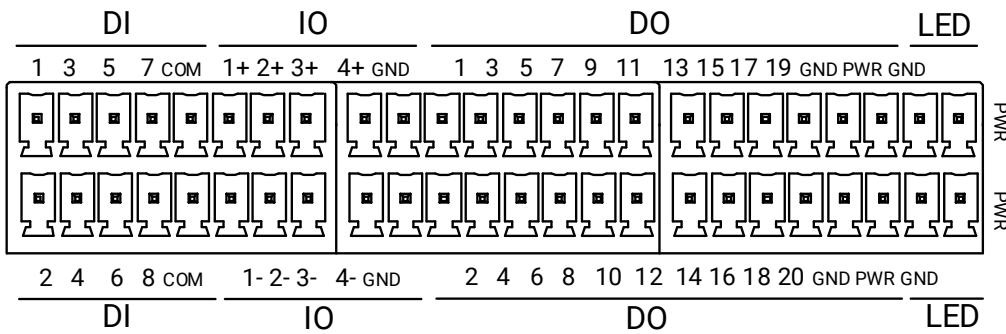 DI IO DO LED
1 3 5 7 COM 1+ 2+ 3+ 4+ GND 1 3 5 7 9 11 13 15 17 19 GND PWR GND
PWR
PWR
2 4 6 8 COM 1- 2- 3- 4- GND 2 4 6 8 10 12 14 16 18 20 GND PWR GND
DI IO DO LED